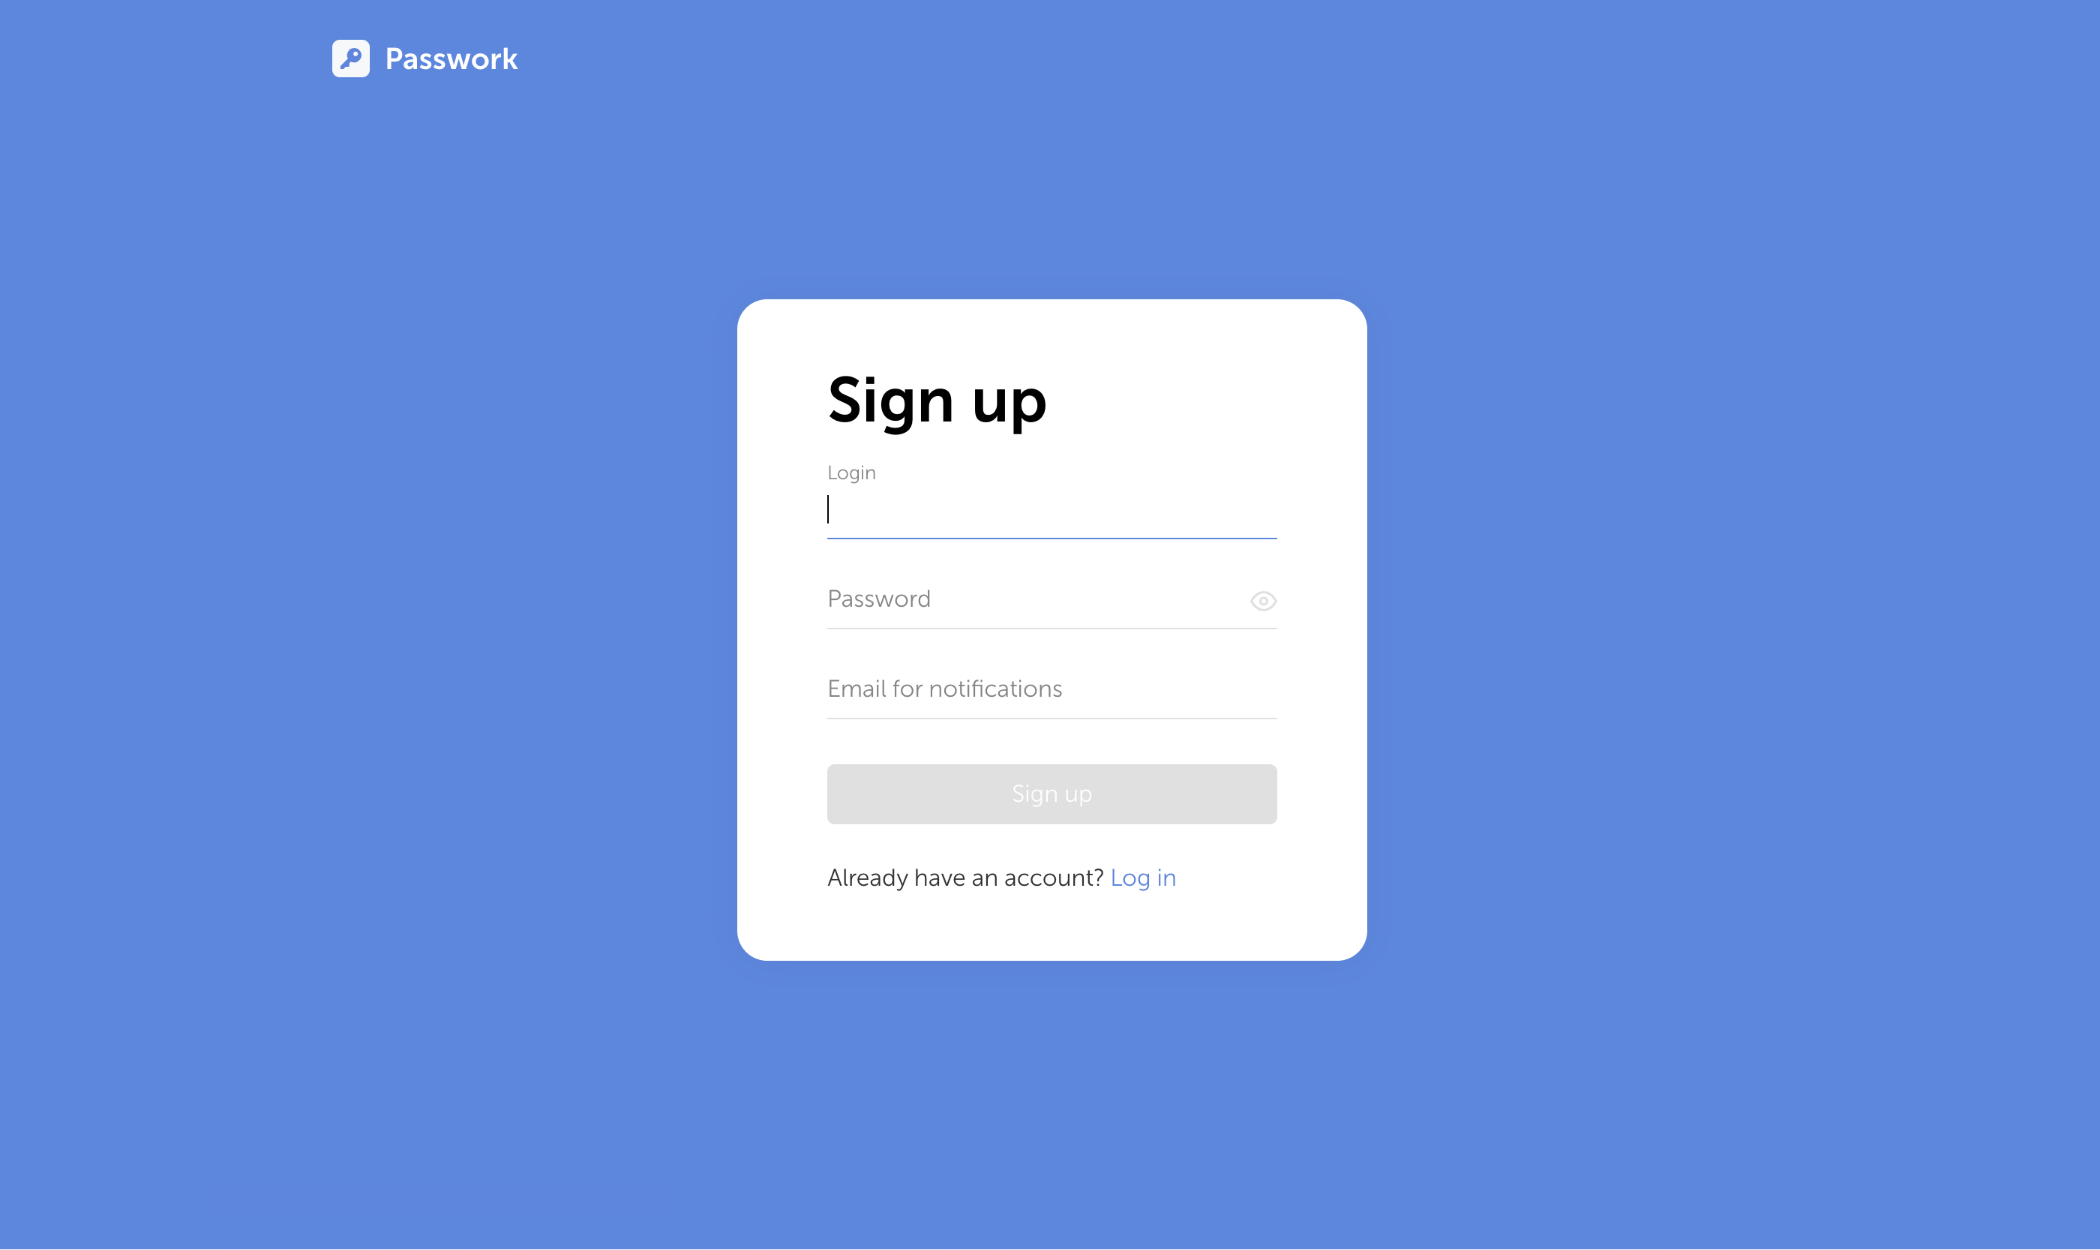 Passwork
Sign up
Login
Password
Email for notifications
Sign up
Already have an account? Log in